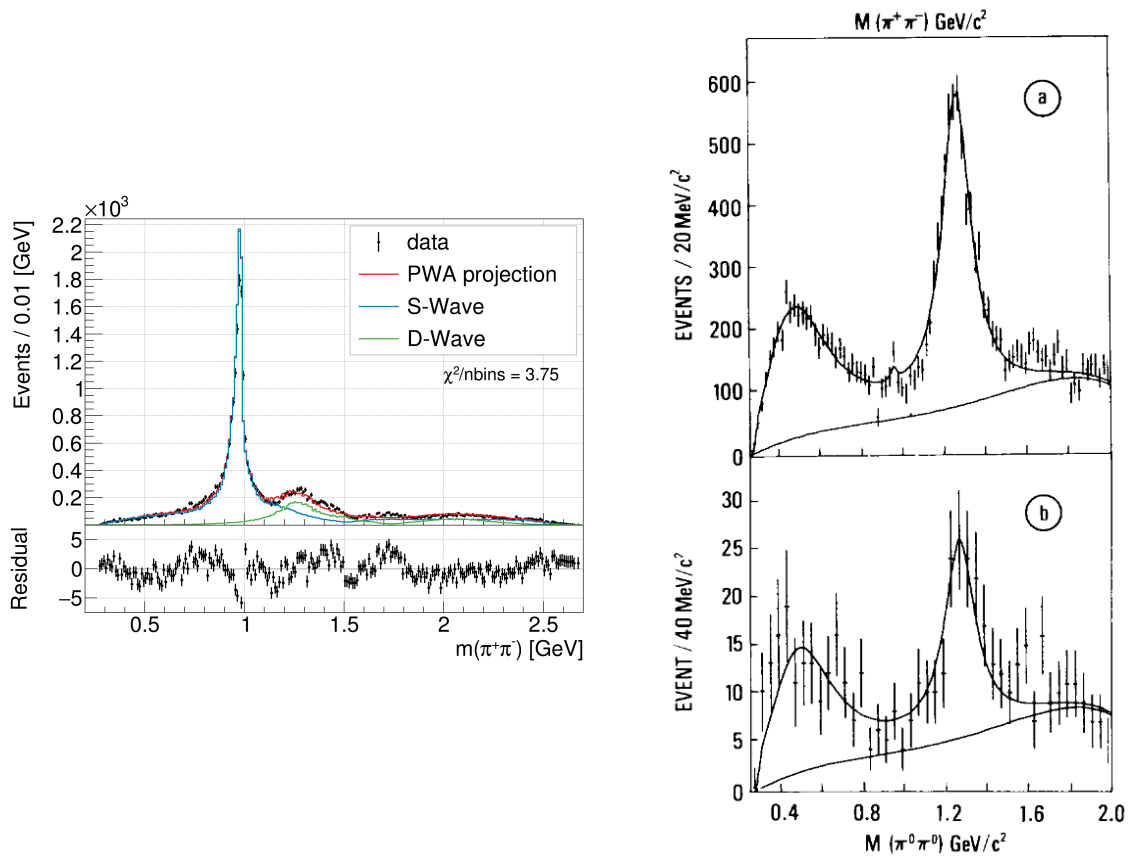 ×10³
2.2
2
1.8
1.6
1.4
1.2
1
0.8
0.6
0.4
0.2
Events / 0.01 [GeV]
data
PWA projection
S-Wave
D-Wave
χ²/nbins = 3.75
5
0
−5
Residual
0.5 1 1.5 2 2.5
m(π⁺π⁻) [GeV]
M (π⁺π⁻) GeV/c²
a
600
500
400
300
200
100
0
EVENTS / 20 MeV/c²
b
30
25
20
15
10
5
0
EVENT / 40 MeV/c²
0.4 0.8 1.2 1.6 2.0
M (π⁰π⁰) GeV/c²